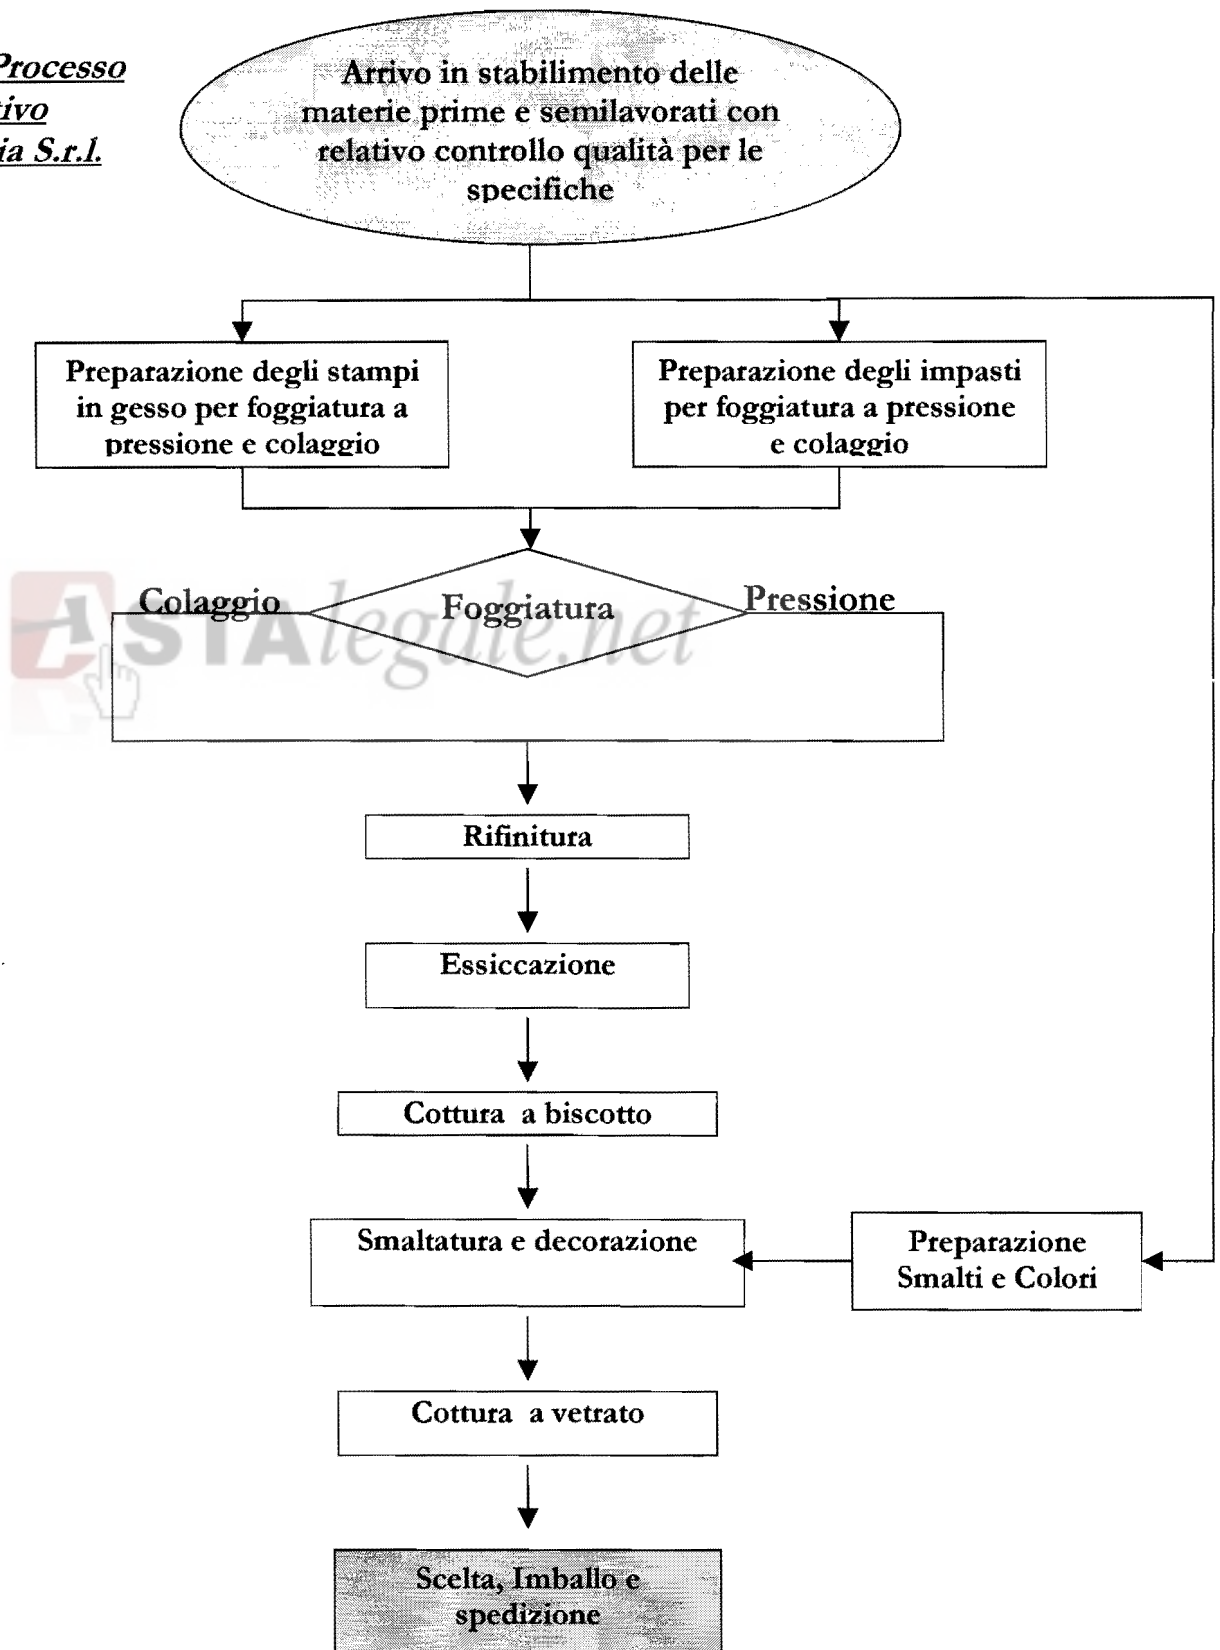 Processo
tivo
ia S.r.l.
Arrivo in stabilimento delle
materie prime e semilavorati con
relativo controllo qualità per le
specifiche
Preparazione degli stampi
in gesso per foggiatura a
pressione e colaggio
Preparazione degli impasti
per foggiatura a pressione
e colaggio
Colaggio
Foggiatura
Pressione
ASTAlegale.net
Rifinitura
Essiccazione
Cottura a biscotto
Smaltatura e decorazione
Preparazione
Smalti e Colori
Cottura a vetrato
Scelta, Imballo e
spedizione